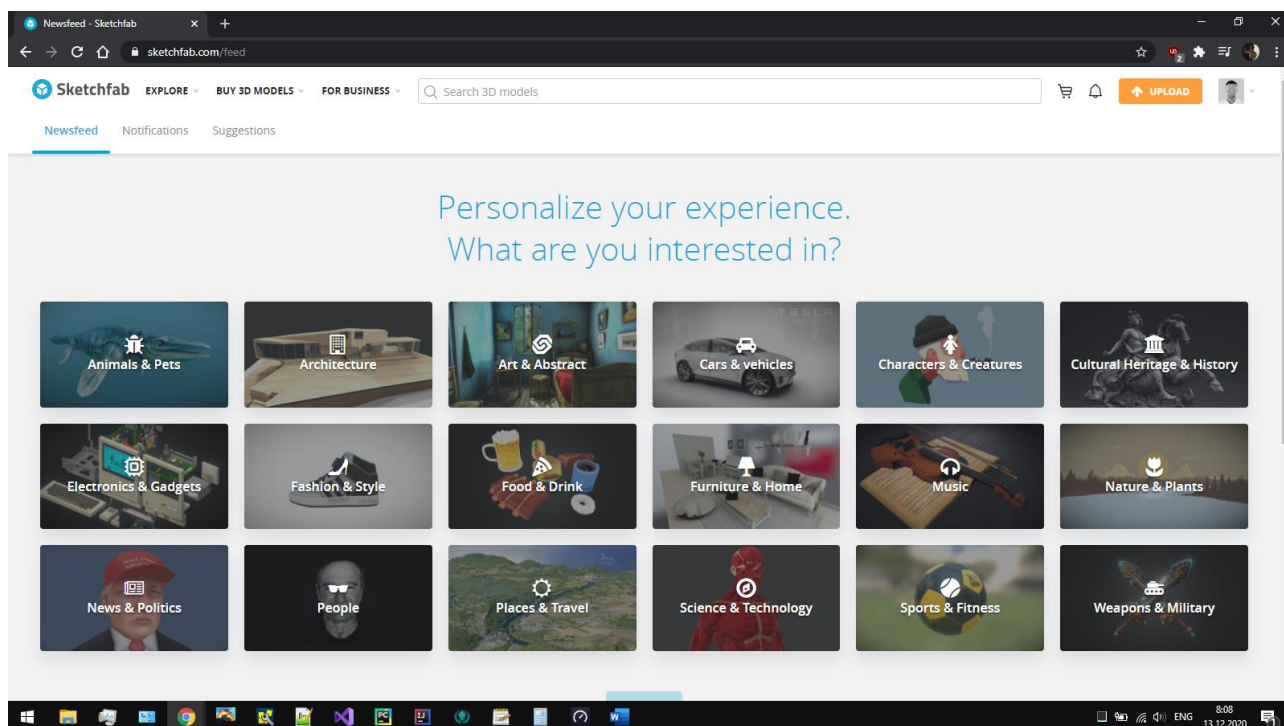 Newsfeed - Sketchfab
sketchfab.com/feed
2
Sketchfab EXPLORE BUY 3D MODELS FOR BUSINESS Search 3D models UPLOAD
Newsfeed Notifications Suggestions
Personalize your experience.
What are you interested in?
TESLA
Animals & Pets Architecture Art & Abstract Cars & vehicles Characters & Creatures Cultural Heritage & History
Electronics & Gadgets Fashion & Style Food & Drink Furniture & Home Music Nature & Plants
News & Politics People Places & Travel Science & Technology Sports & Fitness Weapons & Military
ENG 8:08
13.12.2020